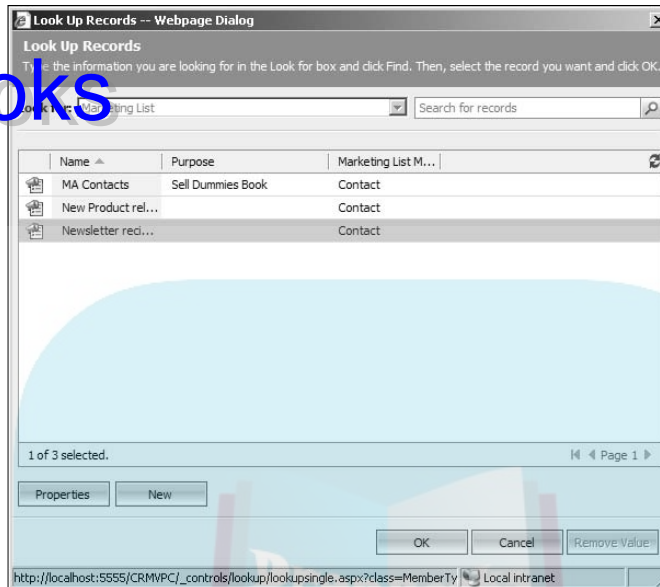 Look Up Records -- Webpage Dialog
Look Up Records
Type the information you are looking for in the Look for box and click Find. Then, select the record you want and click OK.
oks
Look for: Marketing List
Search for records
Name Purpose Marketing List M...
MA Contacts Sell Dummies Book Contact
New Product rel... Contact
Newsletter reci... Contact
1 of 3 selected.
Page 1
Properties New
OK Cancel Remove Value
http://localhost:5555/CRMVPC/_controls/lookup/lookupsingle.aspx?class=MemberTy Local intranet